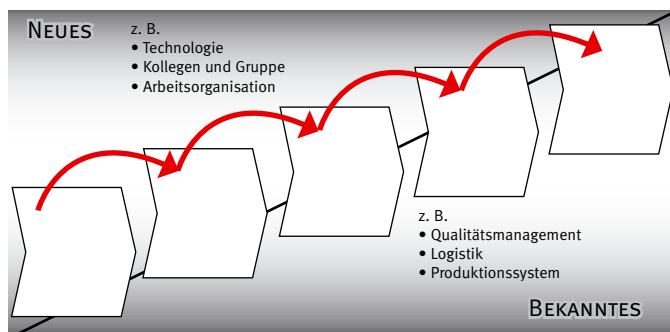 NEUES
z. B.
• Technologie
• Kollegen und Gruppe
• Arbeitsorganisation
z. B.
• Qualitätsmanagement
• Logistik
• Produktionssystem
BEKANNTES